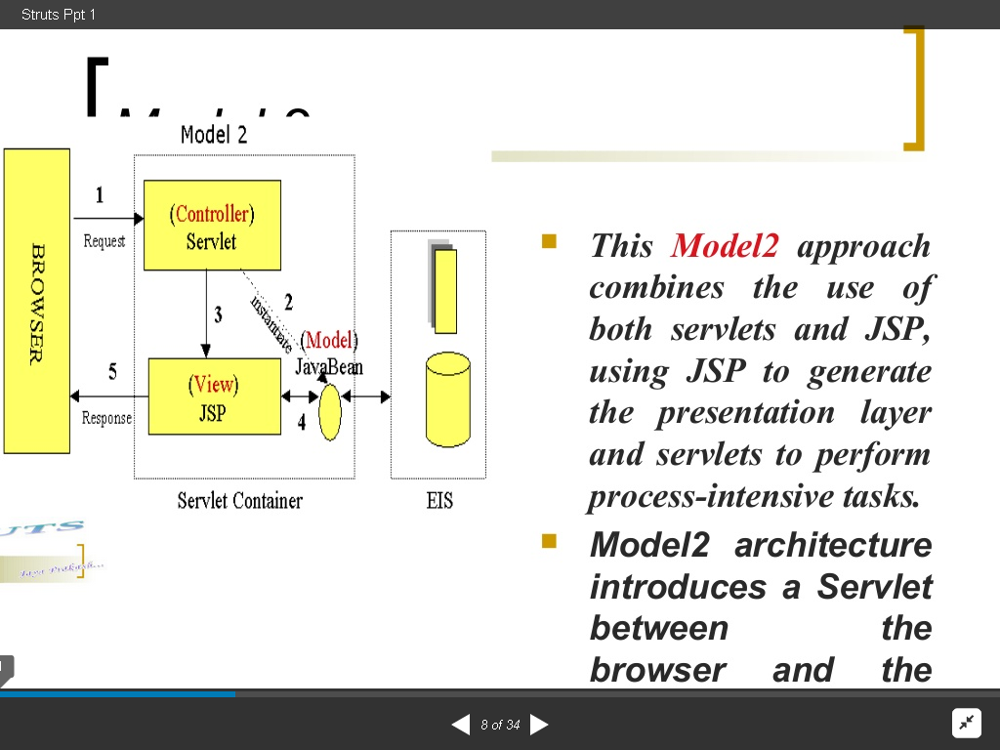 Struts Ppt 1
Model 2
BROWSER
1
Request
(Controller)
Servlet
2
instantiate
3
(Model)
JavaBean
5
Response
(View)
JSP
4
Servlet Container
EIS
This Model2 approach
combines the use of
both servlets and JSP,
using JSP to generate
the presentation layer
and servlets to perform
process-intensive tasks.
Model2 architecture
introduces a Servlet
between the
browser and the
8 of 34